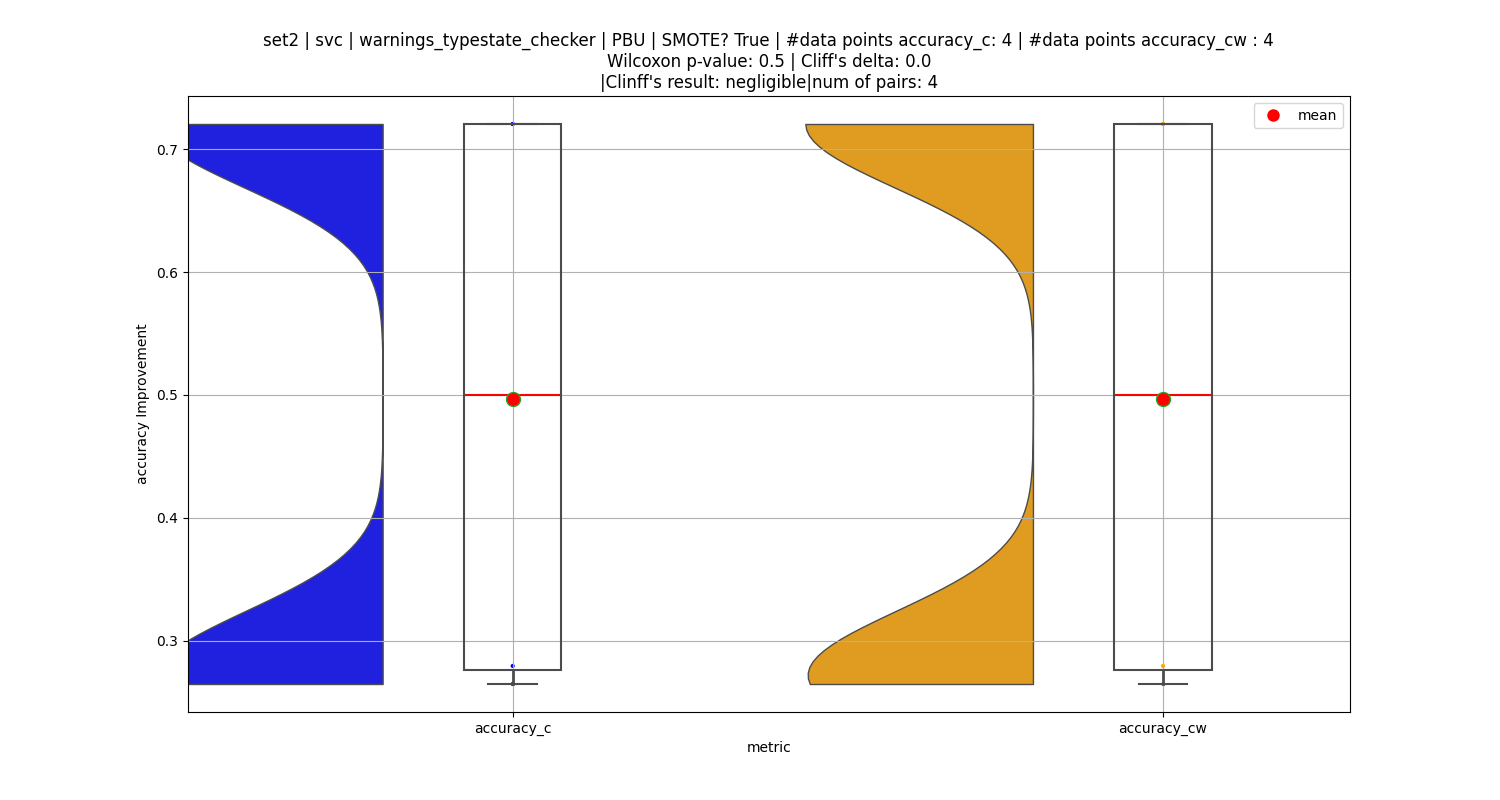 set2 | svc | warnings_typestate_checker | PBU | SMOTE? True | #data points accuracy_c: 4 | #data points accuracy_cw : 4
Wilcoxon p-value: 0.5 | Cliff's delta: 0.0
|Clinff's result: negligible|num of pairs: 4
mean
0.7
0.6
0.5
0.4
0.3
accuracy Improvement
accuracy_c
accuracy_cw
metric